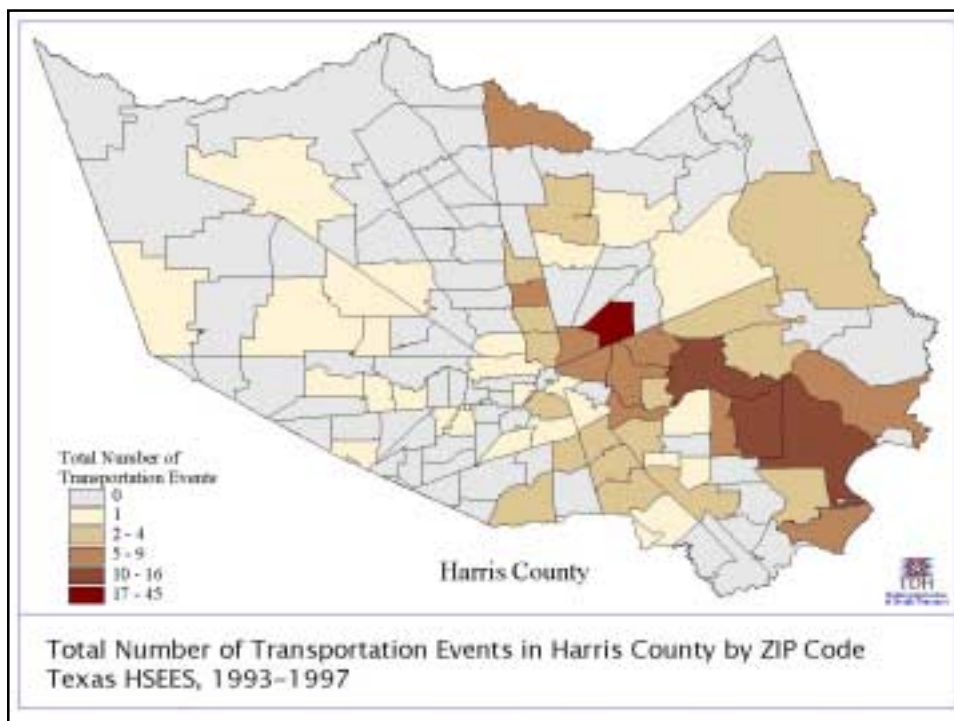 Total Number of
Transportation Events
0
1
2 - 4
5 - 9
10 - 16
17 - 45
Harris County
TDH
Total Number of Transportation Events in Harris County by ZIP Code
Texas HSEES, 1993-1997